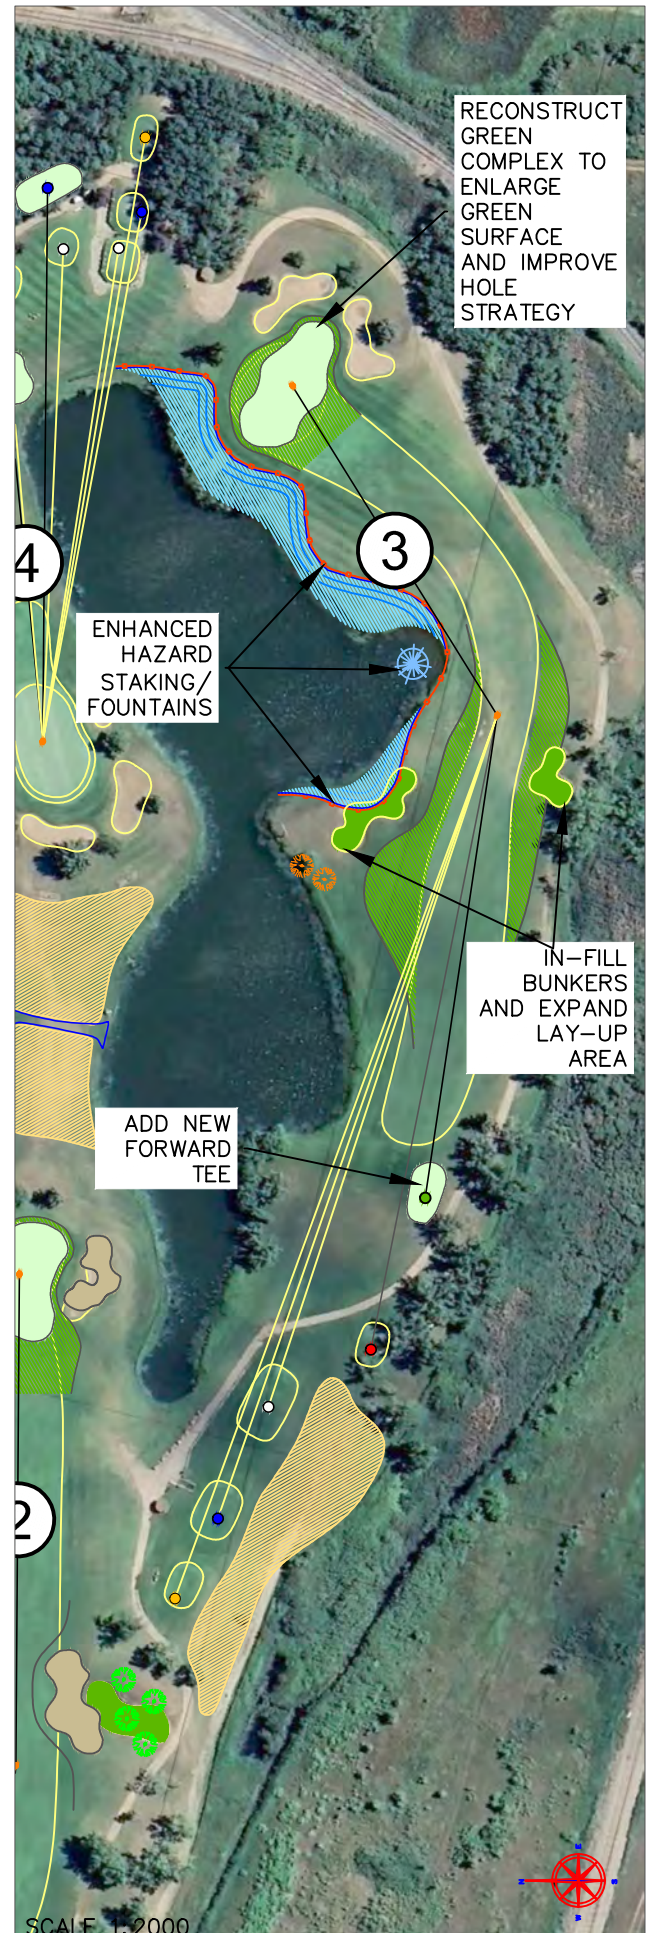 RECONSTRUCT
GREEN
COMPLEX TO
ENLARGE
GREEN
SURFACE
AND IMPROVE
HOLE
STRATEGY
3
4
ENHANCED
HAZARD
STAKING/
FOUNTAINS
IN-FILL
BUNKERS
AND EXPAND
LAY-UP
AREA
ADD NEW
FORWARD
TEE
2
E
N
S
W
SCALE 1:2000